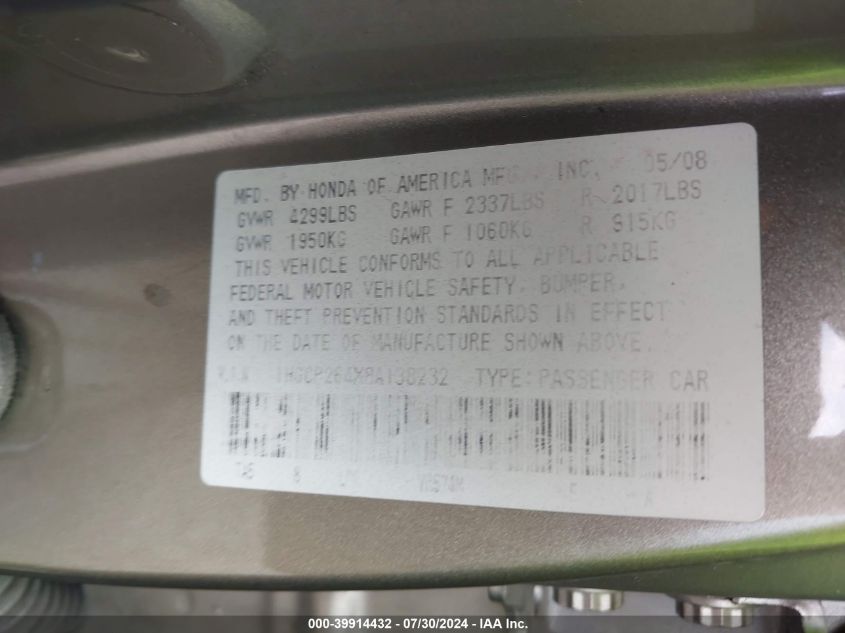 MFD. BY HONDA OF AMERICA INC. 05/08
GVWR 4299LBS GAWR F 2337LBS R 2017LBS
GVWR 1950KG GAWR F 1060KG R 915KG
THIS VEHICLE CONFORMS TO ALL APPLICABLE
FEDERAL MOTOR VEHICLE SAFETY, BUMPER,
AND THEFT PREVENTION STANDARDS IN EFFECT
ON THE DATE OF MANUFACTURE SHOWN ABOVE.
V.I.N. 1HGCP264X8A138232 TYPE: PASSENGER CAR
8 A
000-39914432 - 07/30/2024 - IAA Inc.